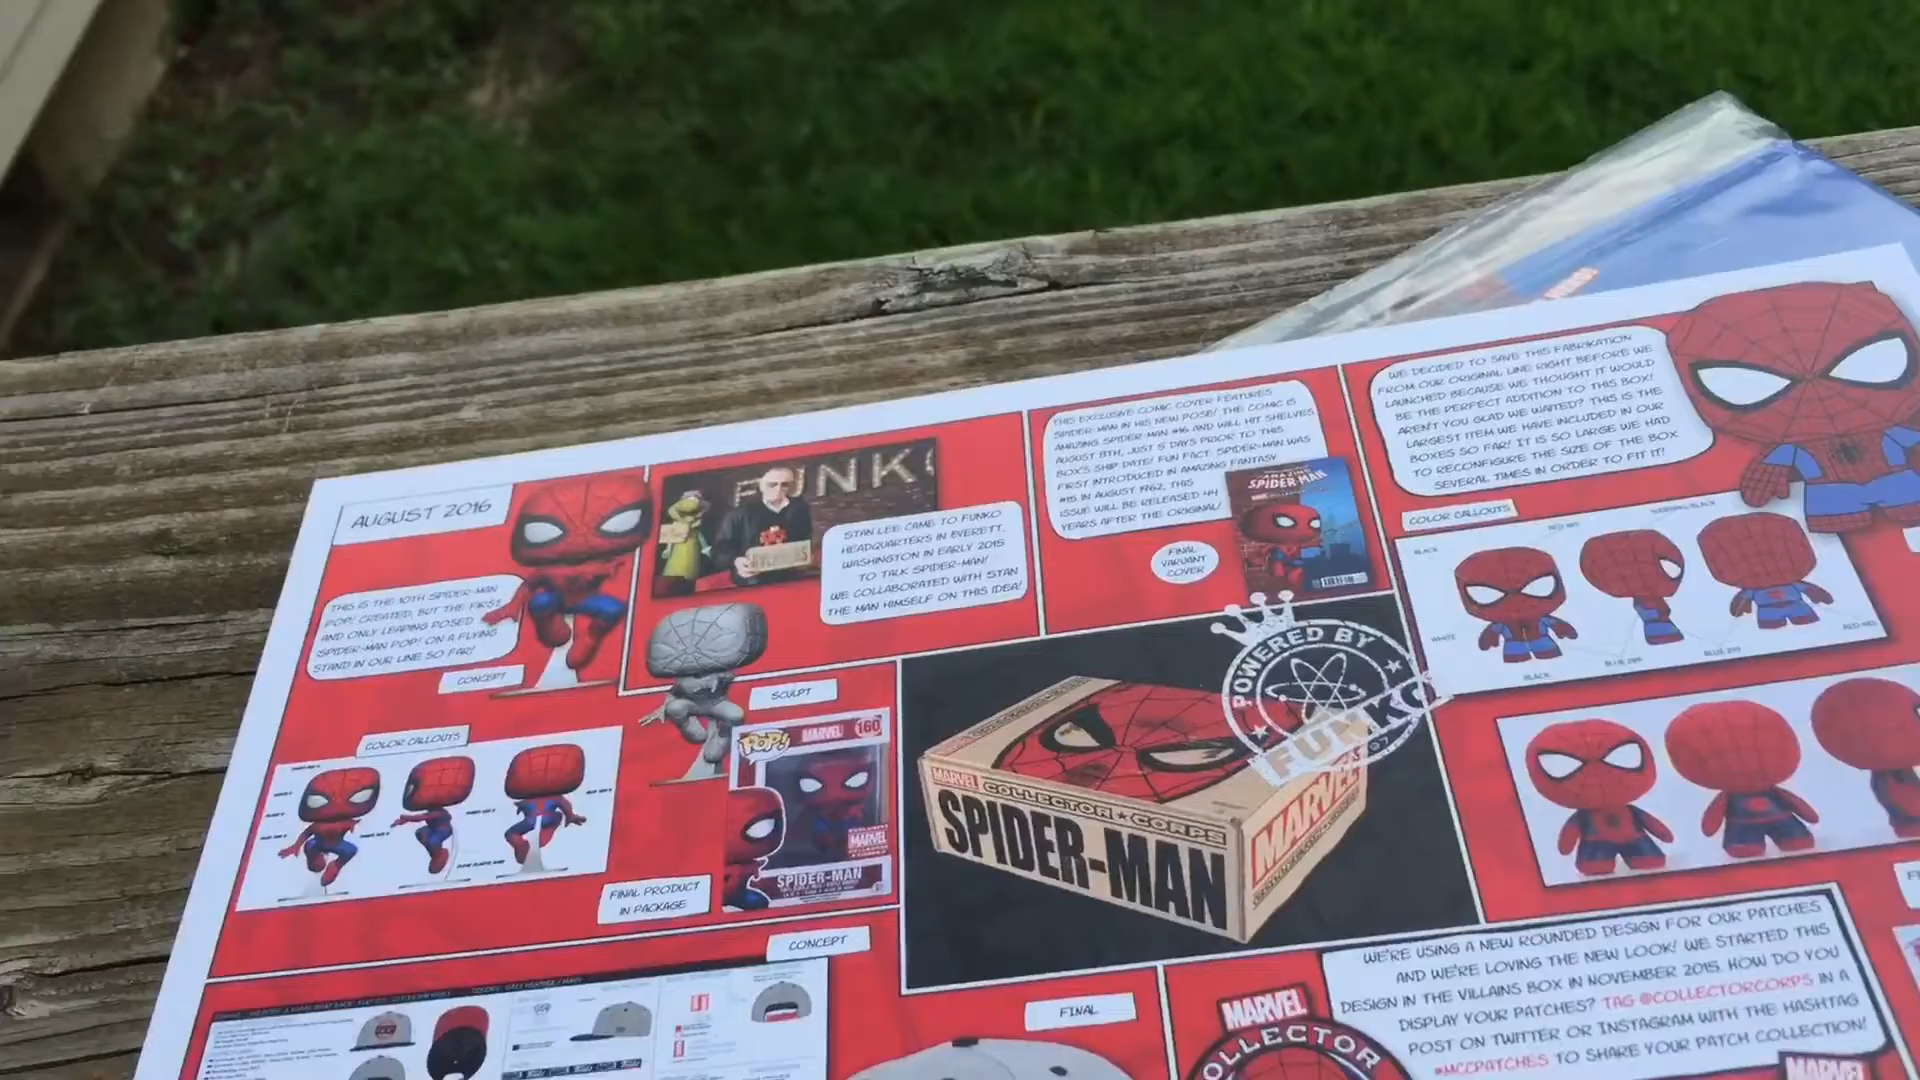 AUGUST 2016
THIS IS THE 10TH SPIDER-MAN
POP! CREATED, BUT THE FIRST
AND ONLY LEAPING POSED
SPIDER-MAN POP! ON A FLYING
STAND IN OUR LINE SO FAR!
CONCEPT
FUNKO
STAN LEE CAME TO FUNKO
HEADQUARTERS IN EVERETT,
WASHINGTON IN EARLY 2015
TO TALK SPIDER-MAN!
WE COLLABORATED WITH STAN
THE MAN HIMSELF ON THIS IDEA!
THIS EXCLUSIVE COMIC COVER FEATURES
SPIDER-MAN IN HIS NEW POSE! THE COMIC IS
AMAZING SPIDER-MAN #16 AND WILL HIT SHELVES
AUGUST 8TH, JUST 5 DAYS PRIOR TO THIS
BOX'S SHIP DATE! FUN FACT: SPIDER-MAN WAS
FIRST INTRODUCED IN AMAZING FANTASY
#15 IN AUGUST 1962, THIS
ISSUE WILL BE RELEASED 44
YEARS AFTER THE ORIGINAL!
AMAZING
SPIDER-MAN
FINAL
VARIANT
COVER
WE DECIDED TO SAVE THIS FABRIKATION
FROM OUR ORIGINAL LINE RIGHT BEFORE WE
LAUNCHED BECAUSE WE THOUGHT IT WOULD
BE THE PERFECT ADDITION TO THIS BOX!
AREN'T YOU GLAD WE WAITED? THIS IS THE
LARGEST ITEM WE HAVE INCLUDED IN OUR
BOXES SO FAR! IT IS SO LARGE WE HAD
TO RECONFIGURE THE SIZE OF THE BOX
SEVERAL TIMES IN ORDER TO FIT IT!
COLOR CALLOUTS
BLACK
WHITE
BLACK
SCULPT
COLOR CALLOUTS
POP! MARVEL 160
MARVEL
SPIDER-MAN
FINAL PRODUCT
IN PACKAGE
POWERED BY
FUNKO
MARVEL
COLLECTOR★CORPS
SPIDER-MAN
MARVEL
CONCEPT
FINAL
WE'RE USING A NEW ROUNDED DESIGN FOR OUR PATCHES
AND WE'RE LOVING THE NEW LOOK! WE STARTED THIS
DESIGN IN THE VILLAINS BOX IN NOVEMBER 2015. HOW DO YOU
DISPLAY YOUR PATCHES? TAG @COLLECTORCORPS IN A
POST ON TWITTER OR INSTAGRAM WITH THE HASHTAG
#MCCPATCHES TO SHARE YOUR PATCH COLLECTION!
MARVEL
COLLECTOR
MARVEL